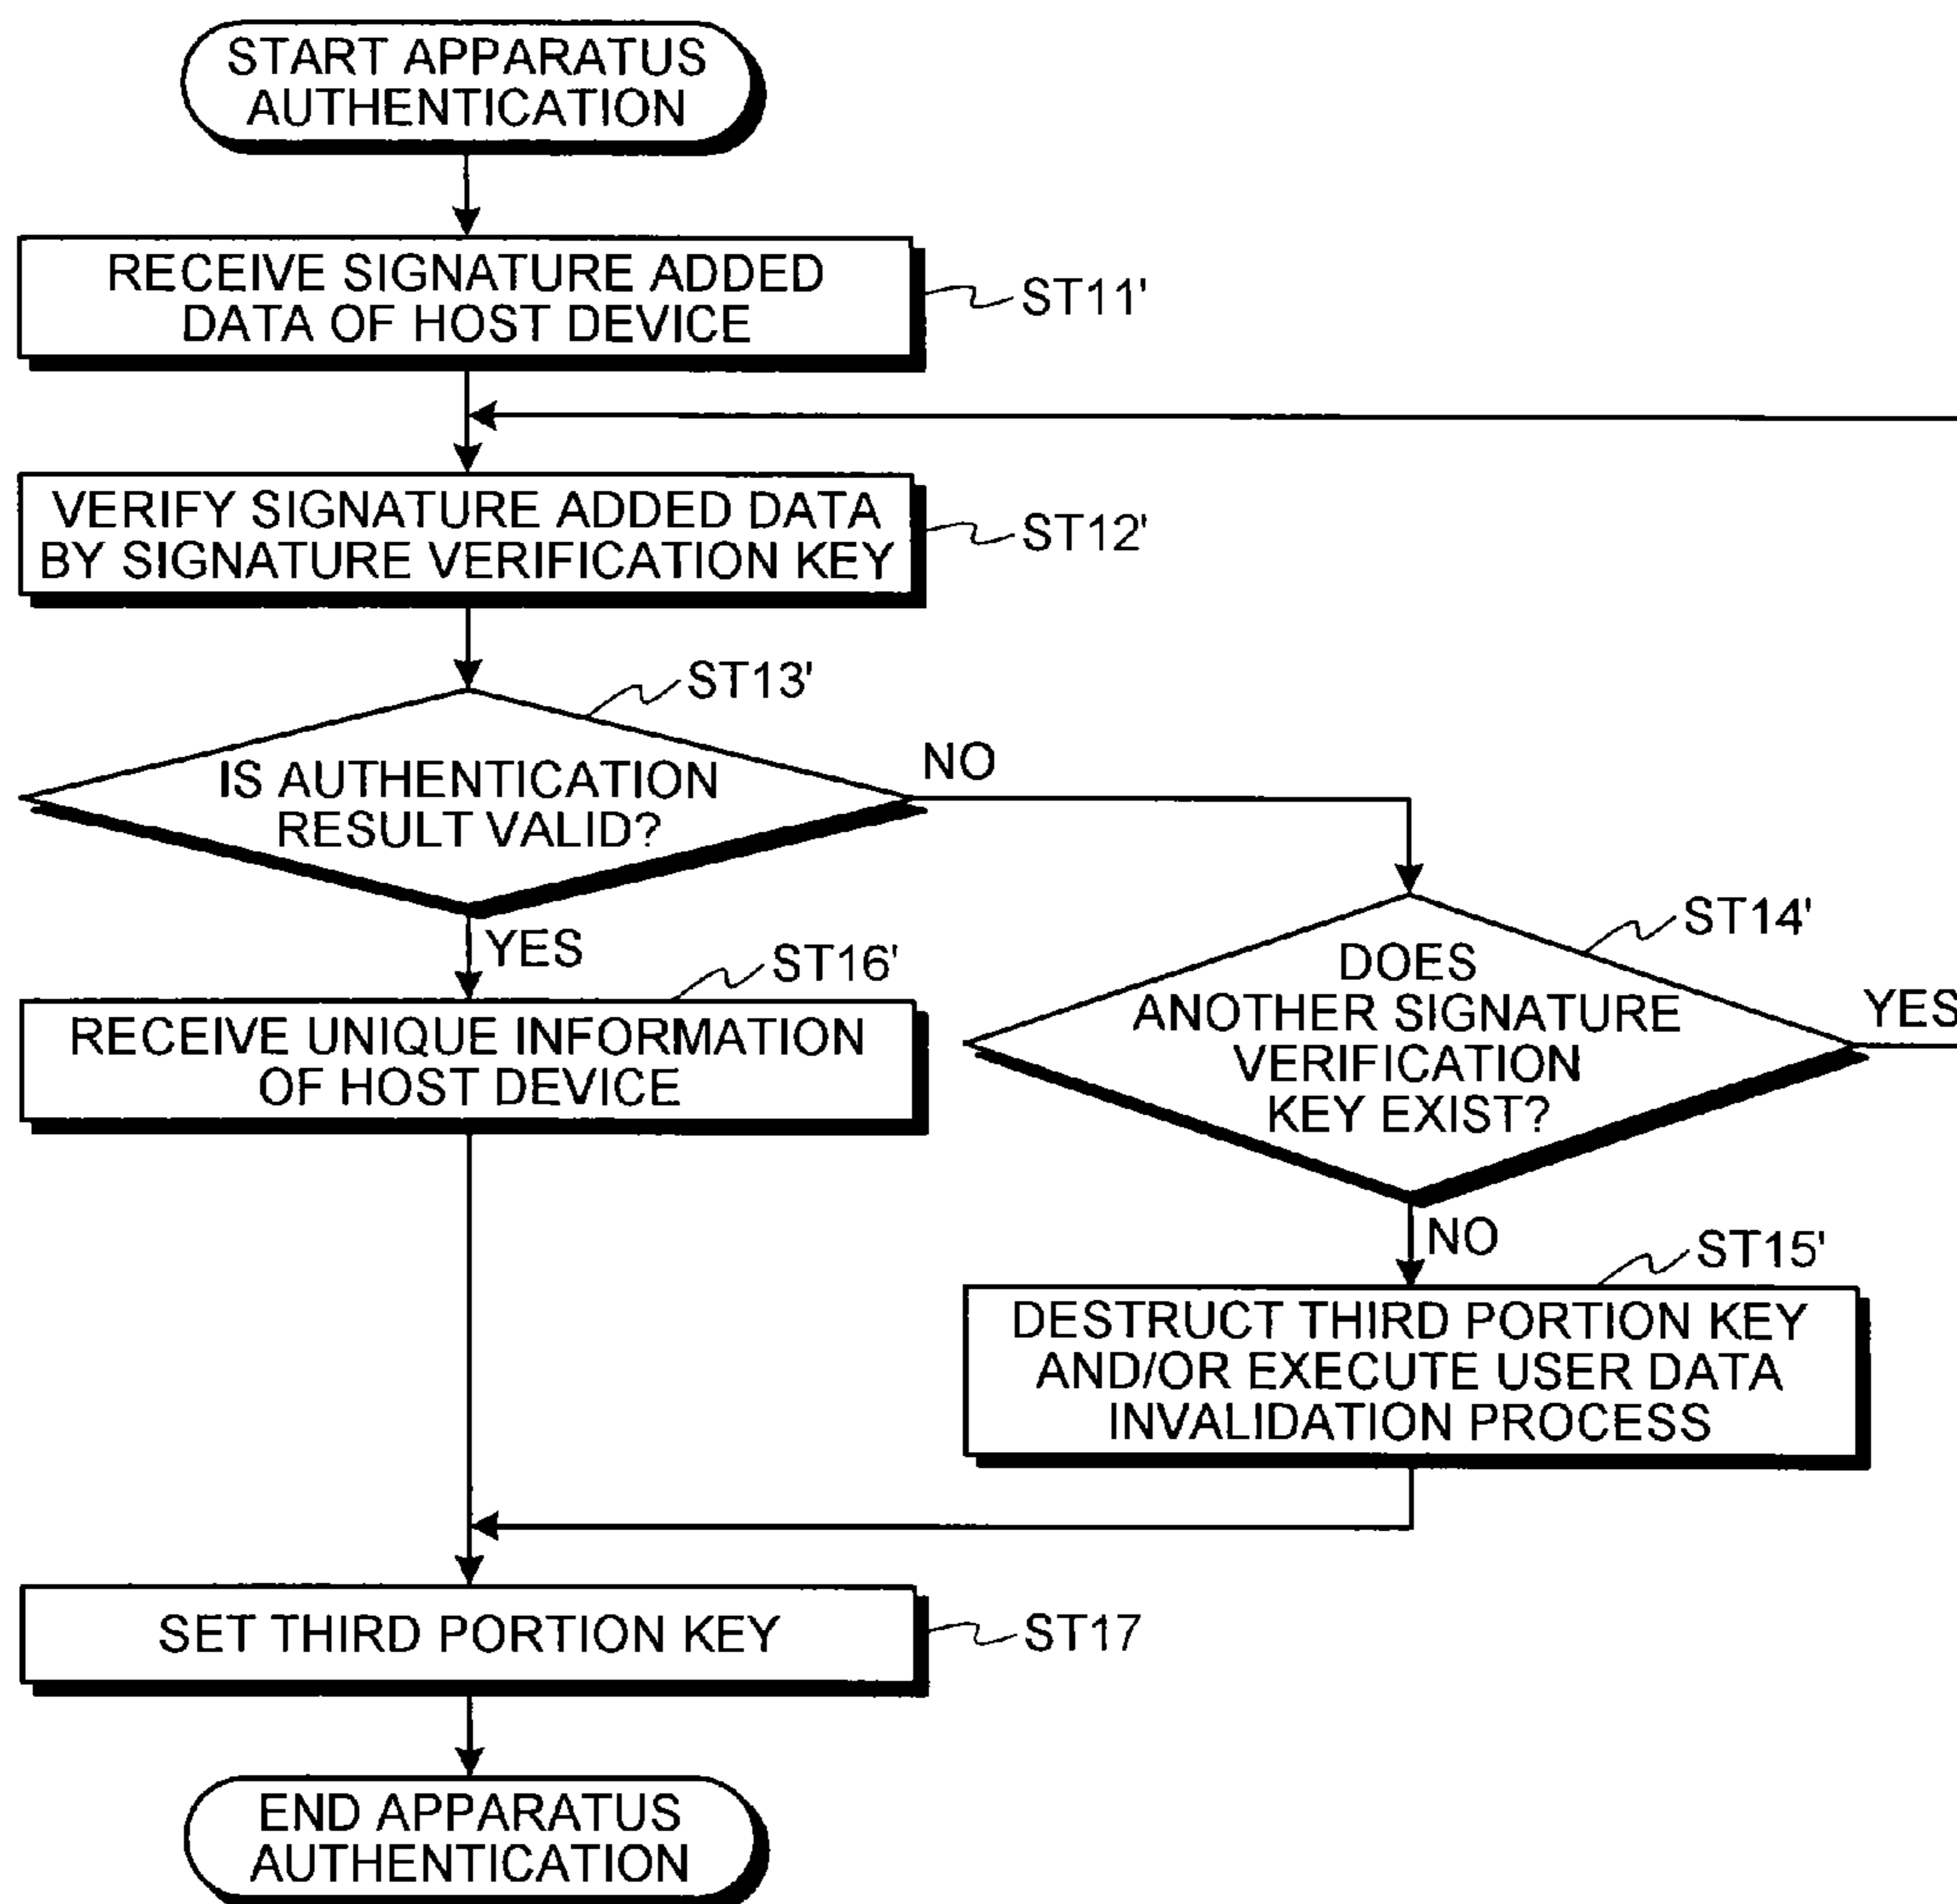 START APPARATUS
AUTHENTICATION
RECEIVE SIGNATURE ADDED
DATA OF HOST DEVICE
ST11'
VERIFY SIGNATURE ADDED DATA
BY SIGNATURE VERIFICATION KEY
ST12'
ST13'
IS AUTHENTICATION
RESULT VALID?
NO
YES
ST14'
DOES
ANOTHER SIGNATURE
VERIFICATION
KEY EXIST?
YES
ST16'
RECEIVE UNIQUE INFORMATION
OF HOST DEVICE
NO
ST15'
DESTRUCT THIRD PORTION KEY
AND/OR EXECUTE USER DATA
INVALIDATION PROCESS
SET THIRD PORTION KEY
ST17
END APPARATUS
AUTHENTICATION